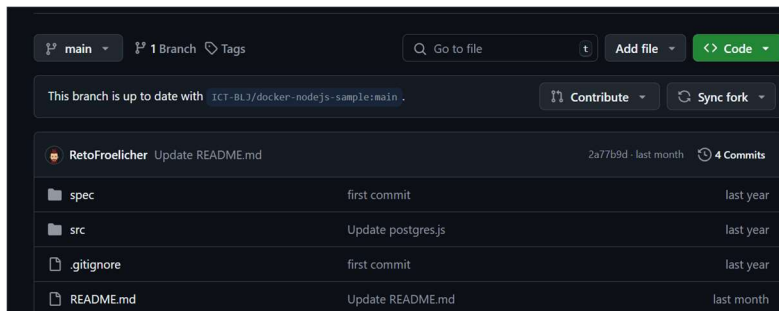 main 1 Branch Tags Go to file t Add file Code
This branch is up to date with ICT-BLJ/docker-nodejs-sample:main . Contribute Sync fork
RetoFroelicher Update README.md 2a77b9d · last month 4 Commits
spec first commit last year
src Update postgres.js last year
.gitignore first commit last year
README.md Update README.md last month